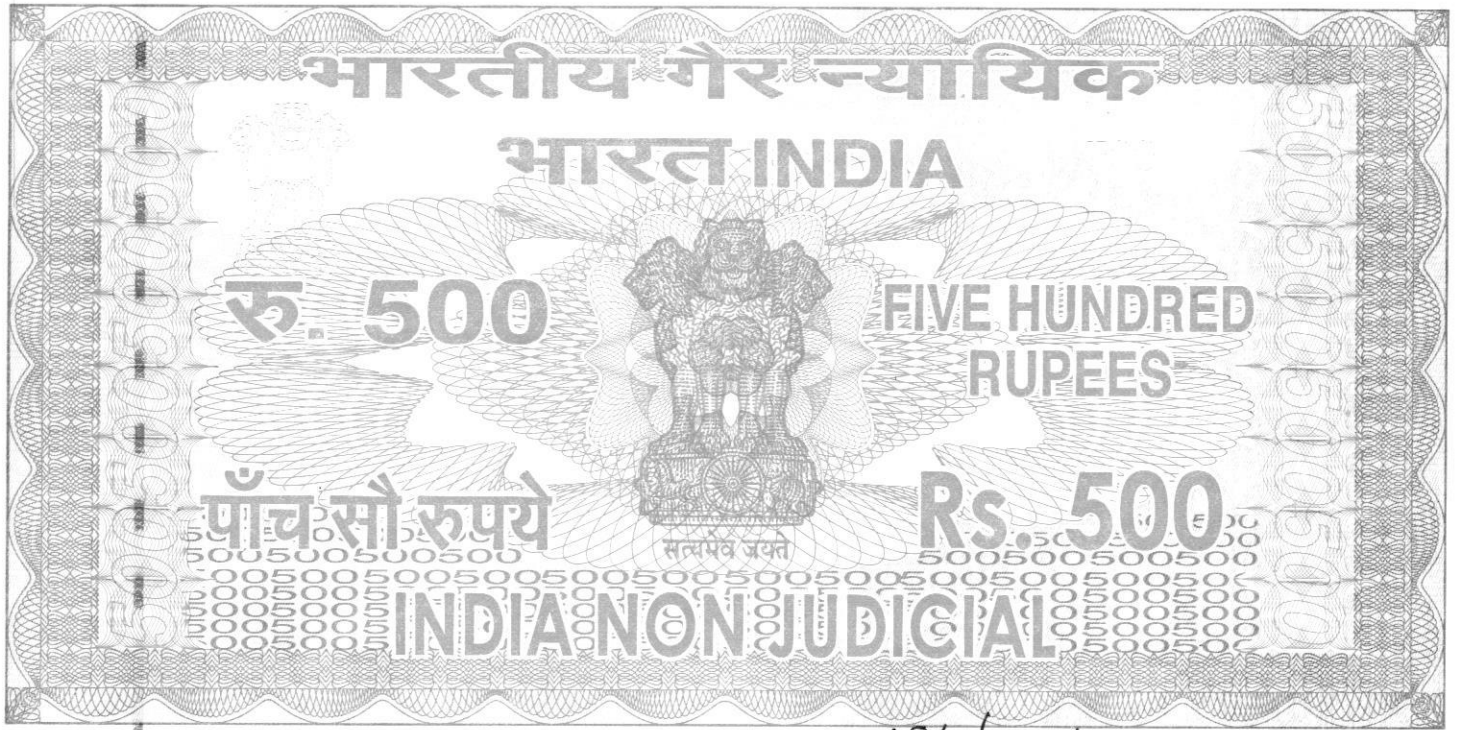 भारतीय गैर न्यायिक
भारत INDIA
रु. 500
FIVE HUNDRED
RUPEES
पाँच सौ रुपये
Rs. 500
सत्यमेव जयते
INDIA NON JUDICIAL